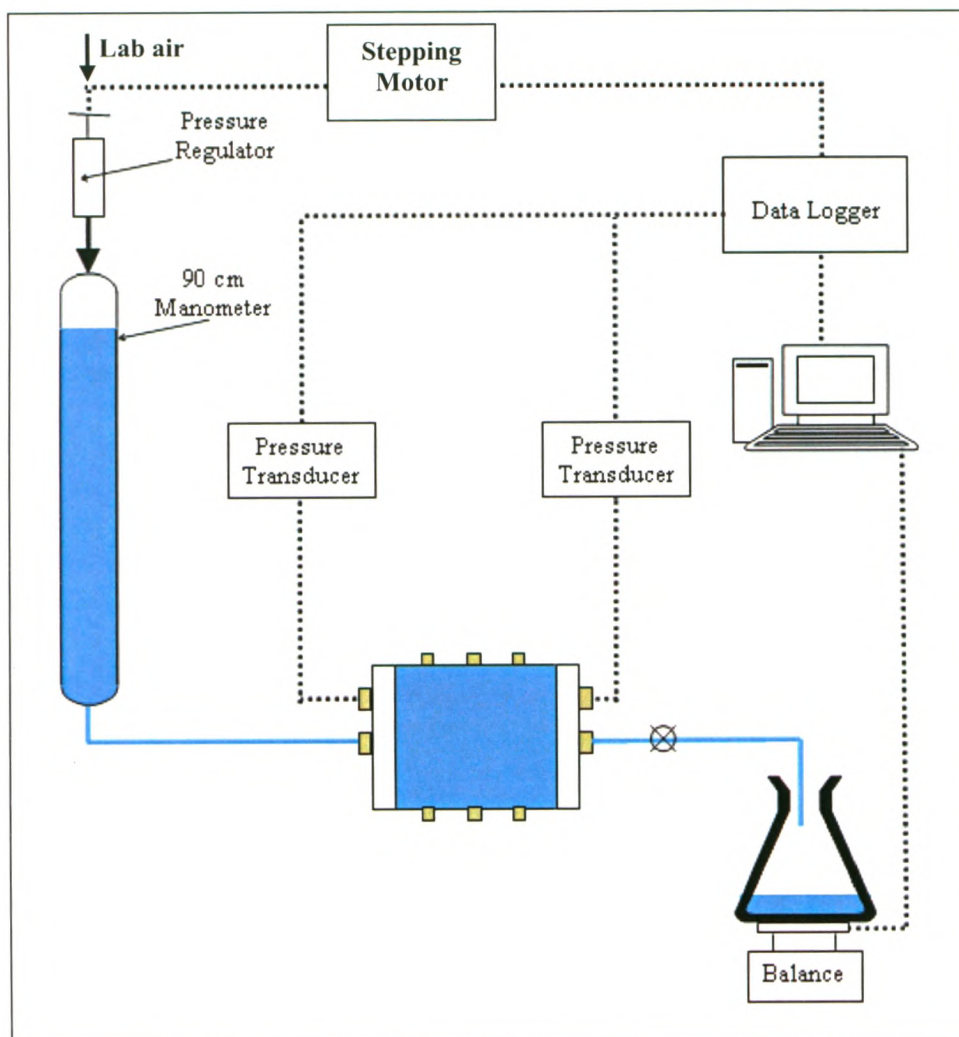 Lab air
Stepping
Motor
Pressure
Regulator
Data Logger
90 cm
Manometer
Pressure
Transducer
Pressure
Transducer
Balance